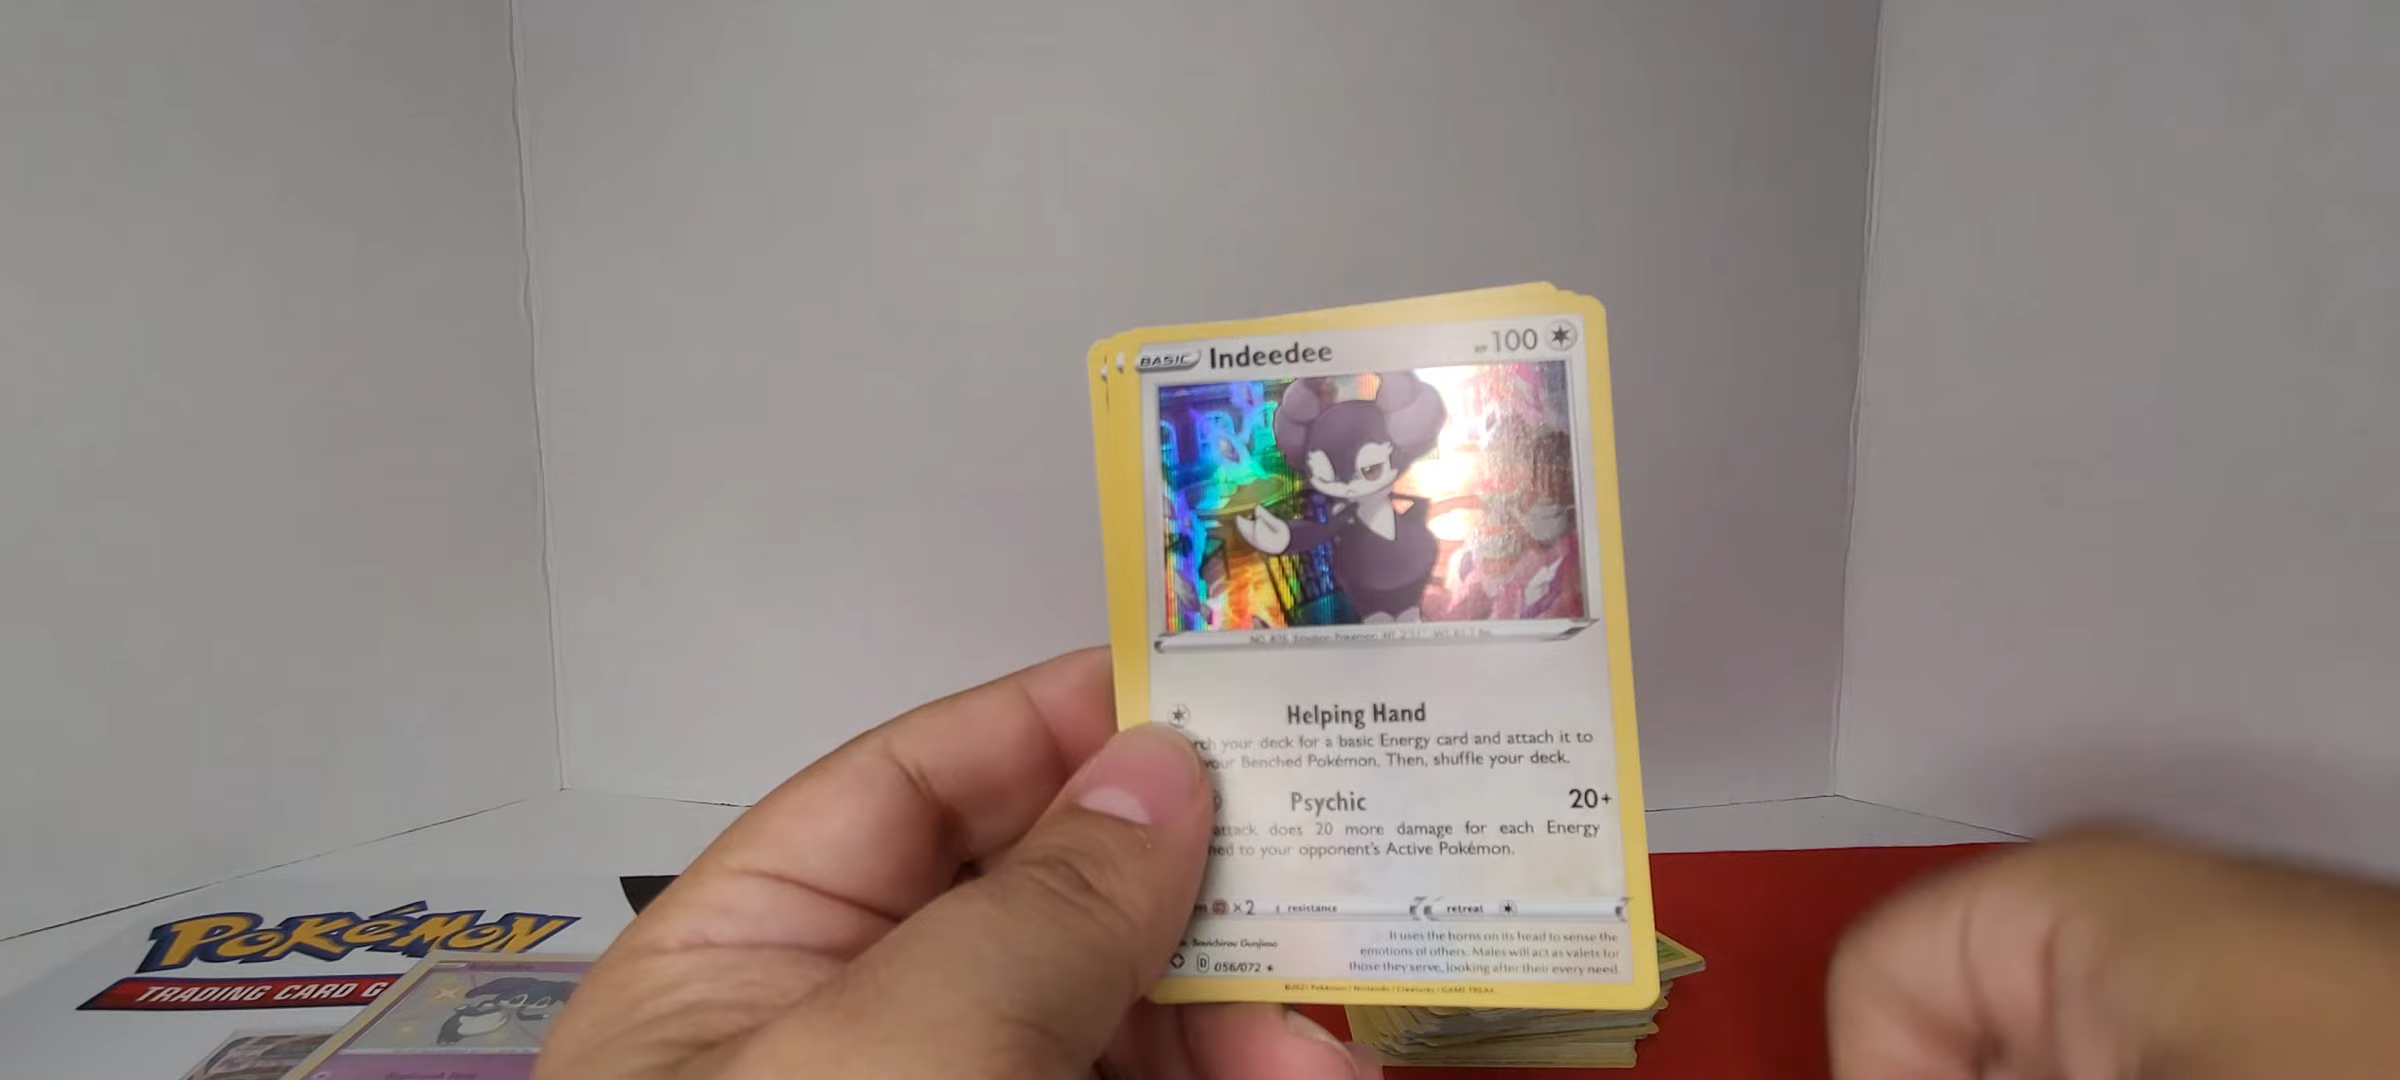 BASIC Indeedee HP 100
Helping Hand
your deck for a basic Energy card and attach it to
your Benched Pokémon. Then, shuffle your deck.
Psychic 20+
attack does 20 more damage for each Energy
to your opponent's Active Pokémon.
×2 resistance retreat
It uses the horns on its head to sense the
emotions of others. Males will act as valets for
those they serve, looking after their every need.
D 056/072 ★
©2021 Pokémon / Nintendo / Creatures / GAME FREAK
POKéMON
TRADING CARD G